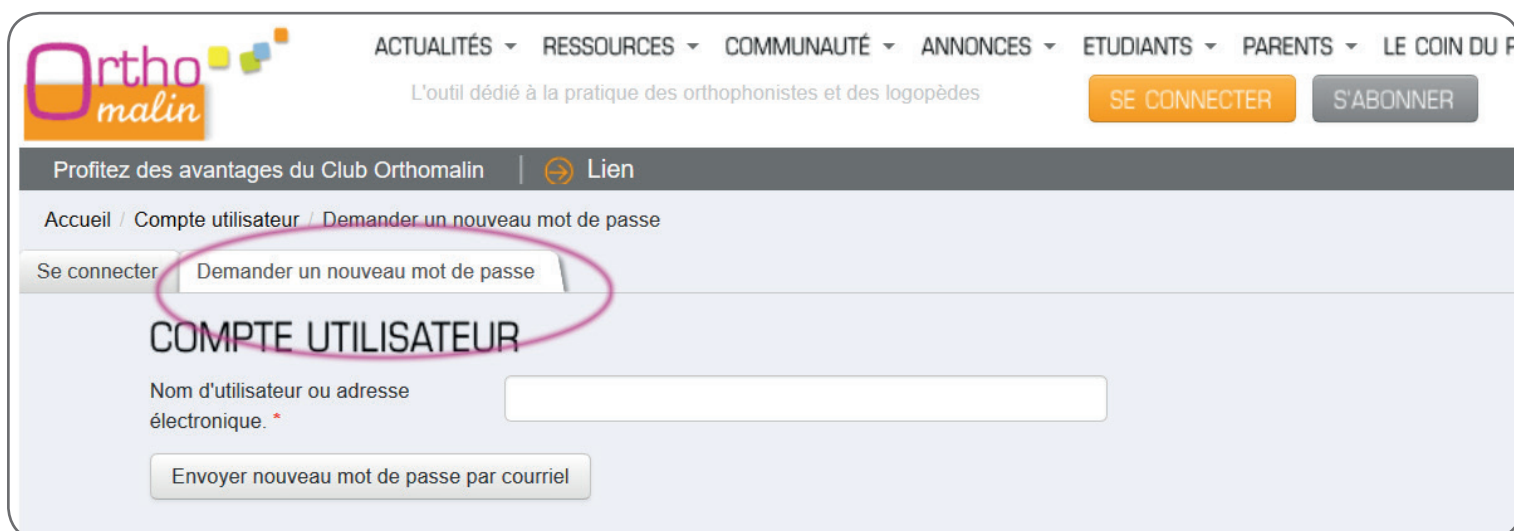 Ortho
malin
ACTUALITÉS RESSOURCES COMMUNAUTÉ ANNONCES ETUDIANTS PARENTS LE COIN DU
L'outil dédié à la pratique des orthophonistes et des logopèdes
SE CONNECTER S'ABONNER
Profitez des avantages du Club Orthomalin | Lien
Accueil / Compte utilisateur / Demander un nouveau mot de passe
Se connecter Demander un nouveau mot de passe
COMPTE UTILISATEUR
Nom d'utilisateur ou adresse
électronique. *
Envoyer nouveau mot de passe par courriel